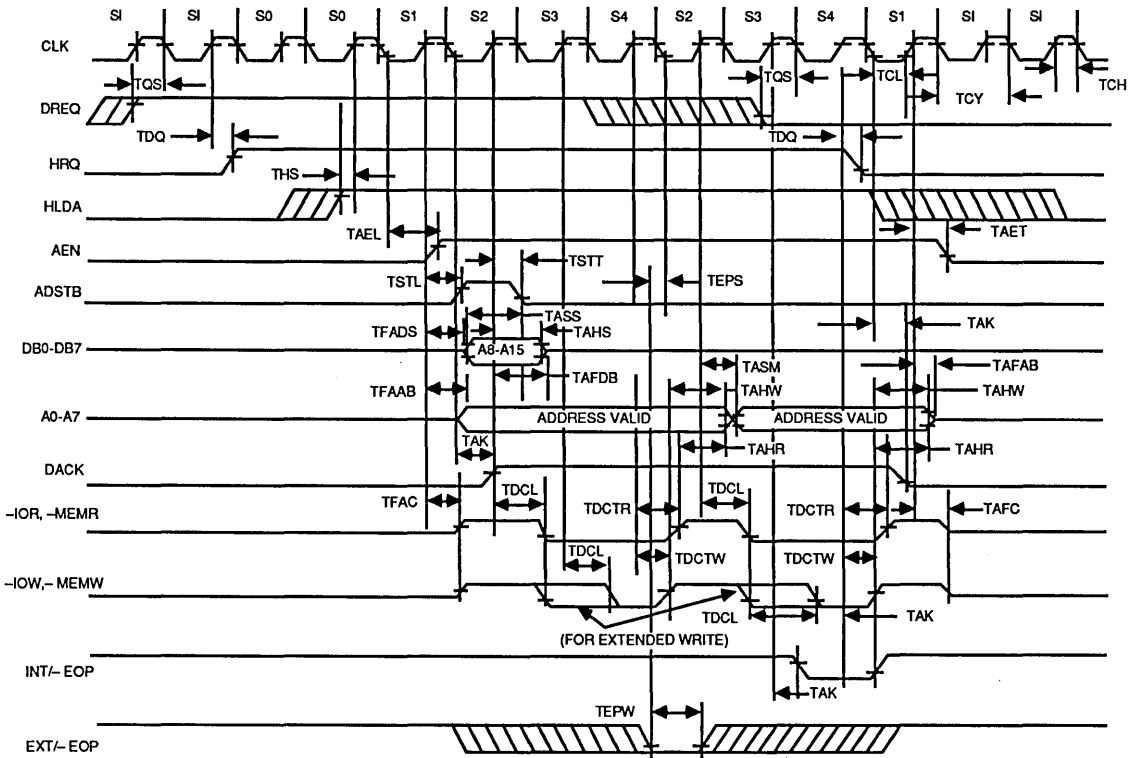 SI SI S0 S0 S1 S2 S3 S4 S2 S3 S4 S1 SI SI
CLK
TQS TQS TCL TCH
DREQ TCY
TDQ TDQ
HRQ
THS
HLDA
TAEL TAET
AEN
TSTT
TSTL TEPS
ADSTB
TASS
TFADS TAHS TAK
DB0-DB7 A8-A15
TASM TAFAB
TFAAB TAFDB TAHW TAHW
A0-A7 ADDRESS VALID ADDRESS VALID
TAK TAHR TAHR
DACK
TFAC TDCL TDCTR TDCL TDCTR TAFC
–IOR, –MEMR
TDCL TDCTW TDCTW
–IOW,– MEMW
TDCL TAK
(FOR EXTENDED WRITE)
INT/– EOP
TAK
TEPW
EXT/– EOP